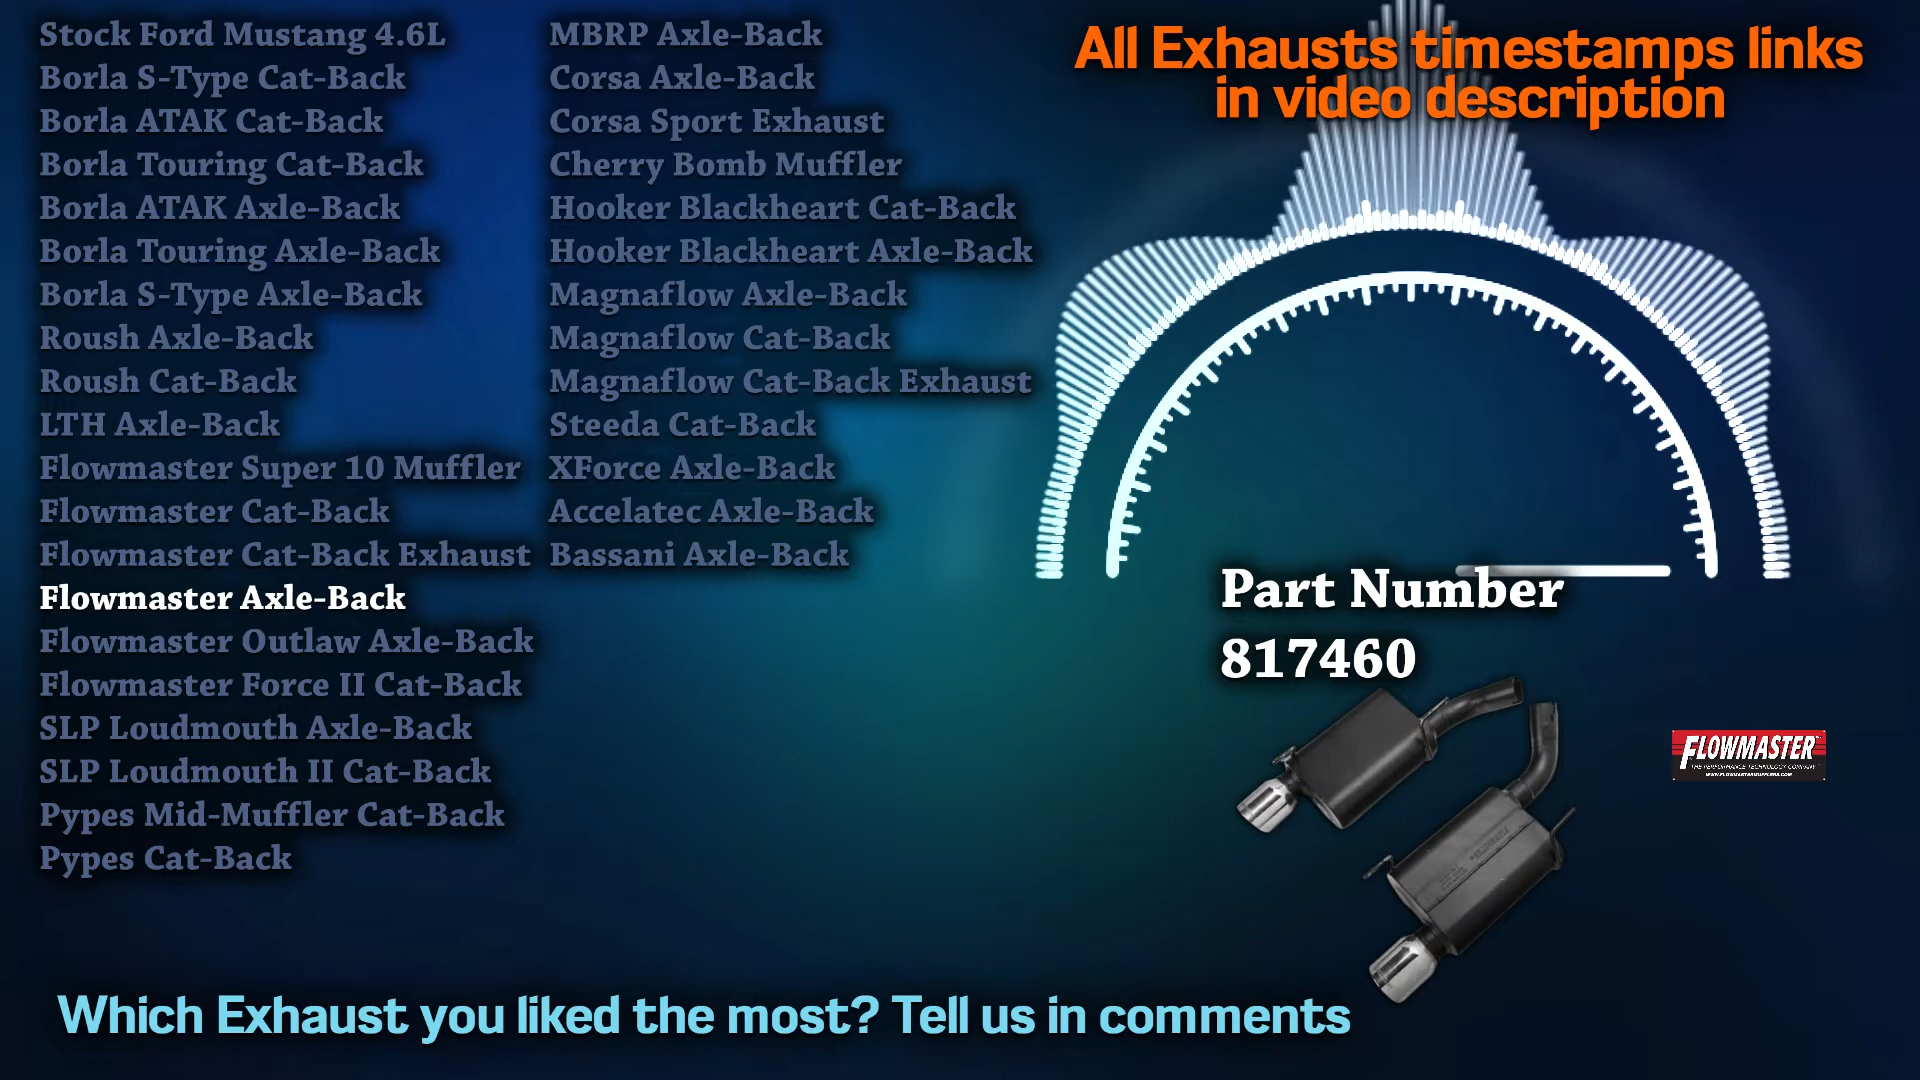 Stock Ford Mustang 4.6L
Borla S-Type Cat-Back
Borla ATAK Cat-Back
Borla Touring Cat-Back
Borla ATAK Axle-Back
Borla Touring Axle-Back
Borla S-Type Axle-Back
Roush Axle-Back
Roush Cat-Back
LTH Axle-Back
Flowmaster Super 10 Muffler
Flowmaster Cat-Back
Flowmaster Cat-Back Exhaust
Flowmaster Axle-Back
Flowmaster Outlaw Axle-Back
Flowmaster Force II Cat-Back
SLP Loudmouth Axle-Back
SLP Loudmouth II Cat-Back
Pypes Mid-Muffler Cat-Back
Pypes Cat-Back
MBRP Axle-Back
Corsa Axle-Back
Corsa Sport Exhaust
Cherry Bomb Muffler
Hooker Blackheart Cat-Back
Hooker Blackheart Axle-Back
Magnaflow Axle-Back
Magnaflow Cat-Back
Magnaflow Cat-Back Exhaust
Steeda Cat-Back
XForce Axle-Back
Accelatec Axle-Back
Bassani Axle-Back
All Exhausts timestamps links
in video description
Part Number
817460
FLOWMASTER
THE PERFORMANCE TECHNOLOGY COMPANY
WWW.FLOWMASTERMUFFLERS.COM
Which Exhaust you liked the most? Tell us in comments